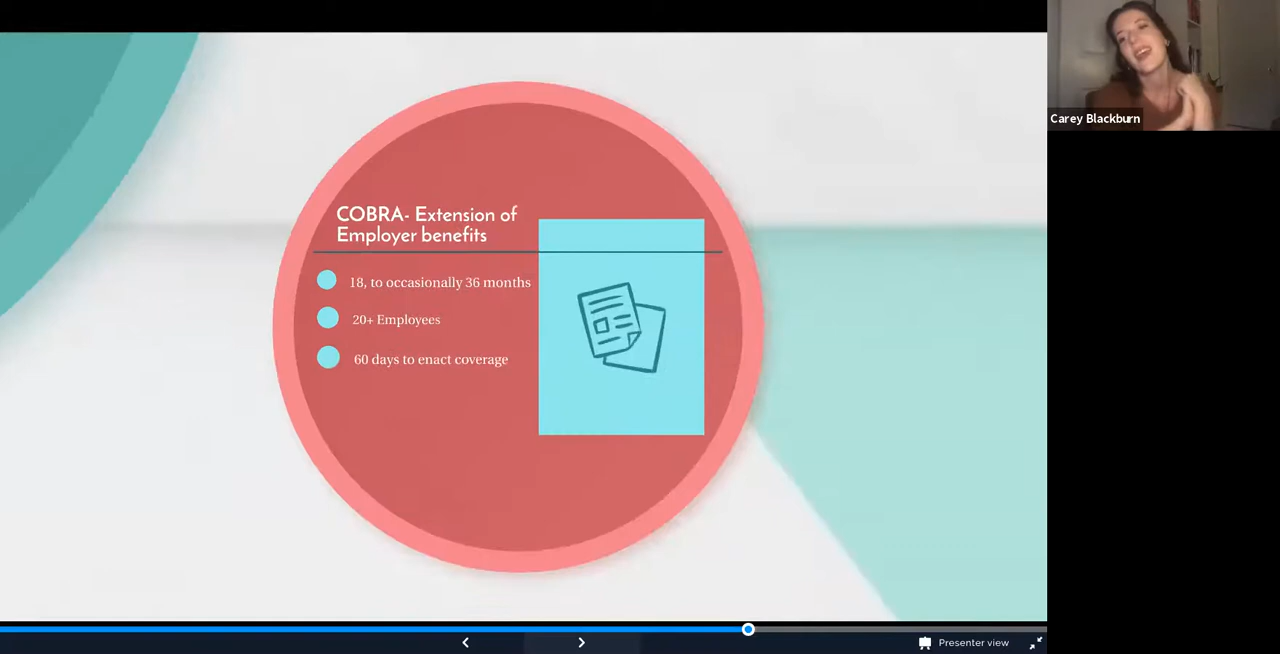 Carey Blackburn
COBRA- Extension of
Employer benefits
18, to occasionally 36 months
20+ Employees
60 days to enact coverage
Presenter view